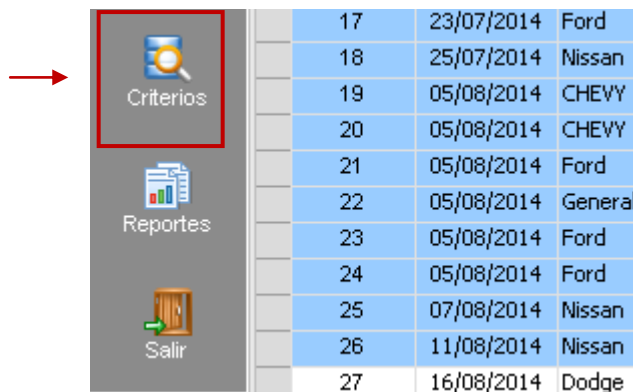 Criterios
Reportes
Salir
17 23/07/2014 Ford
18 25/07/2014 Nissan
19 05/08/2014 CHEVY
20 05/08/2014 CHEVY
21 05/08/2014 Ford
22 05/08/2014 General
23 05/08/2014 Ford
24 05/08/2014 Ford
25 07/08/2014 Nissan
26 11/08/2014 Nissan
27 16/08/2014 Dodge